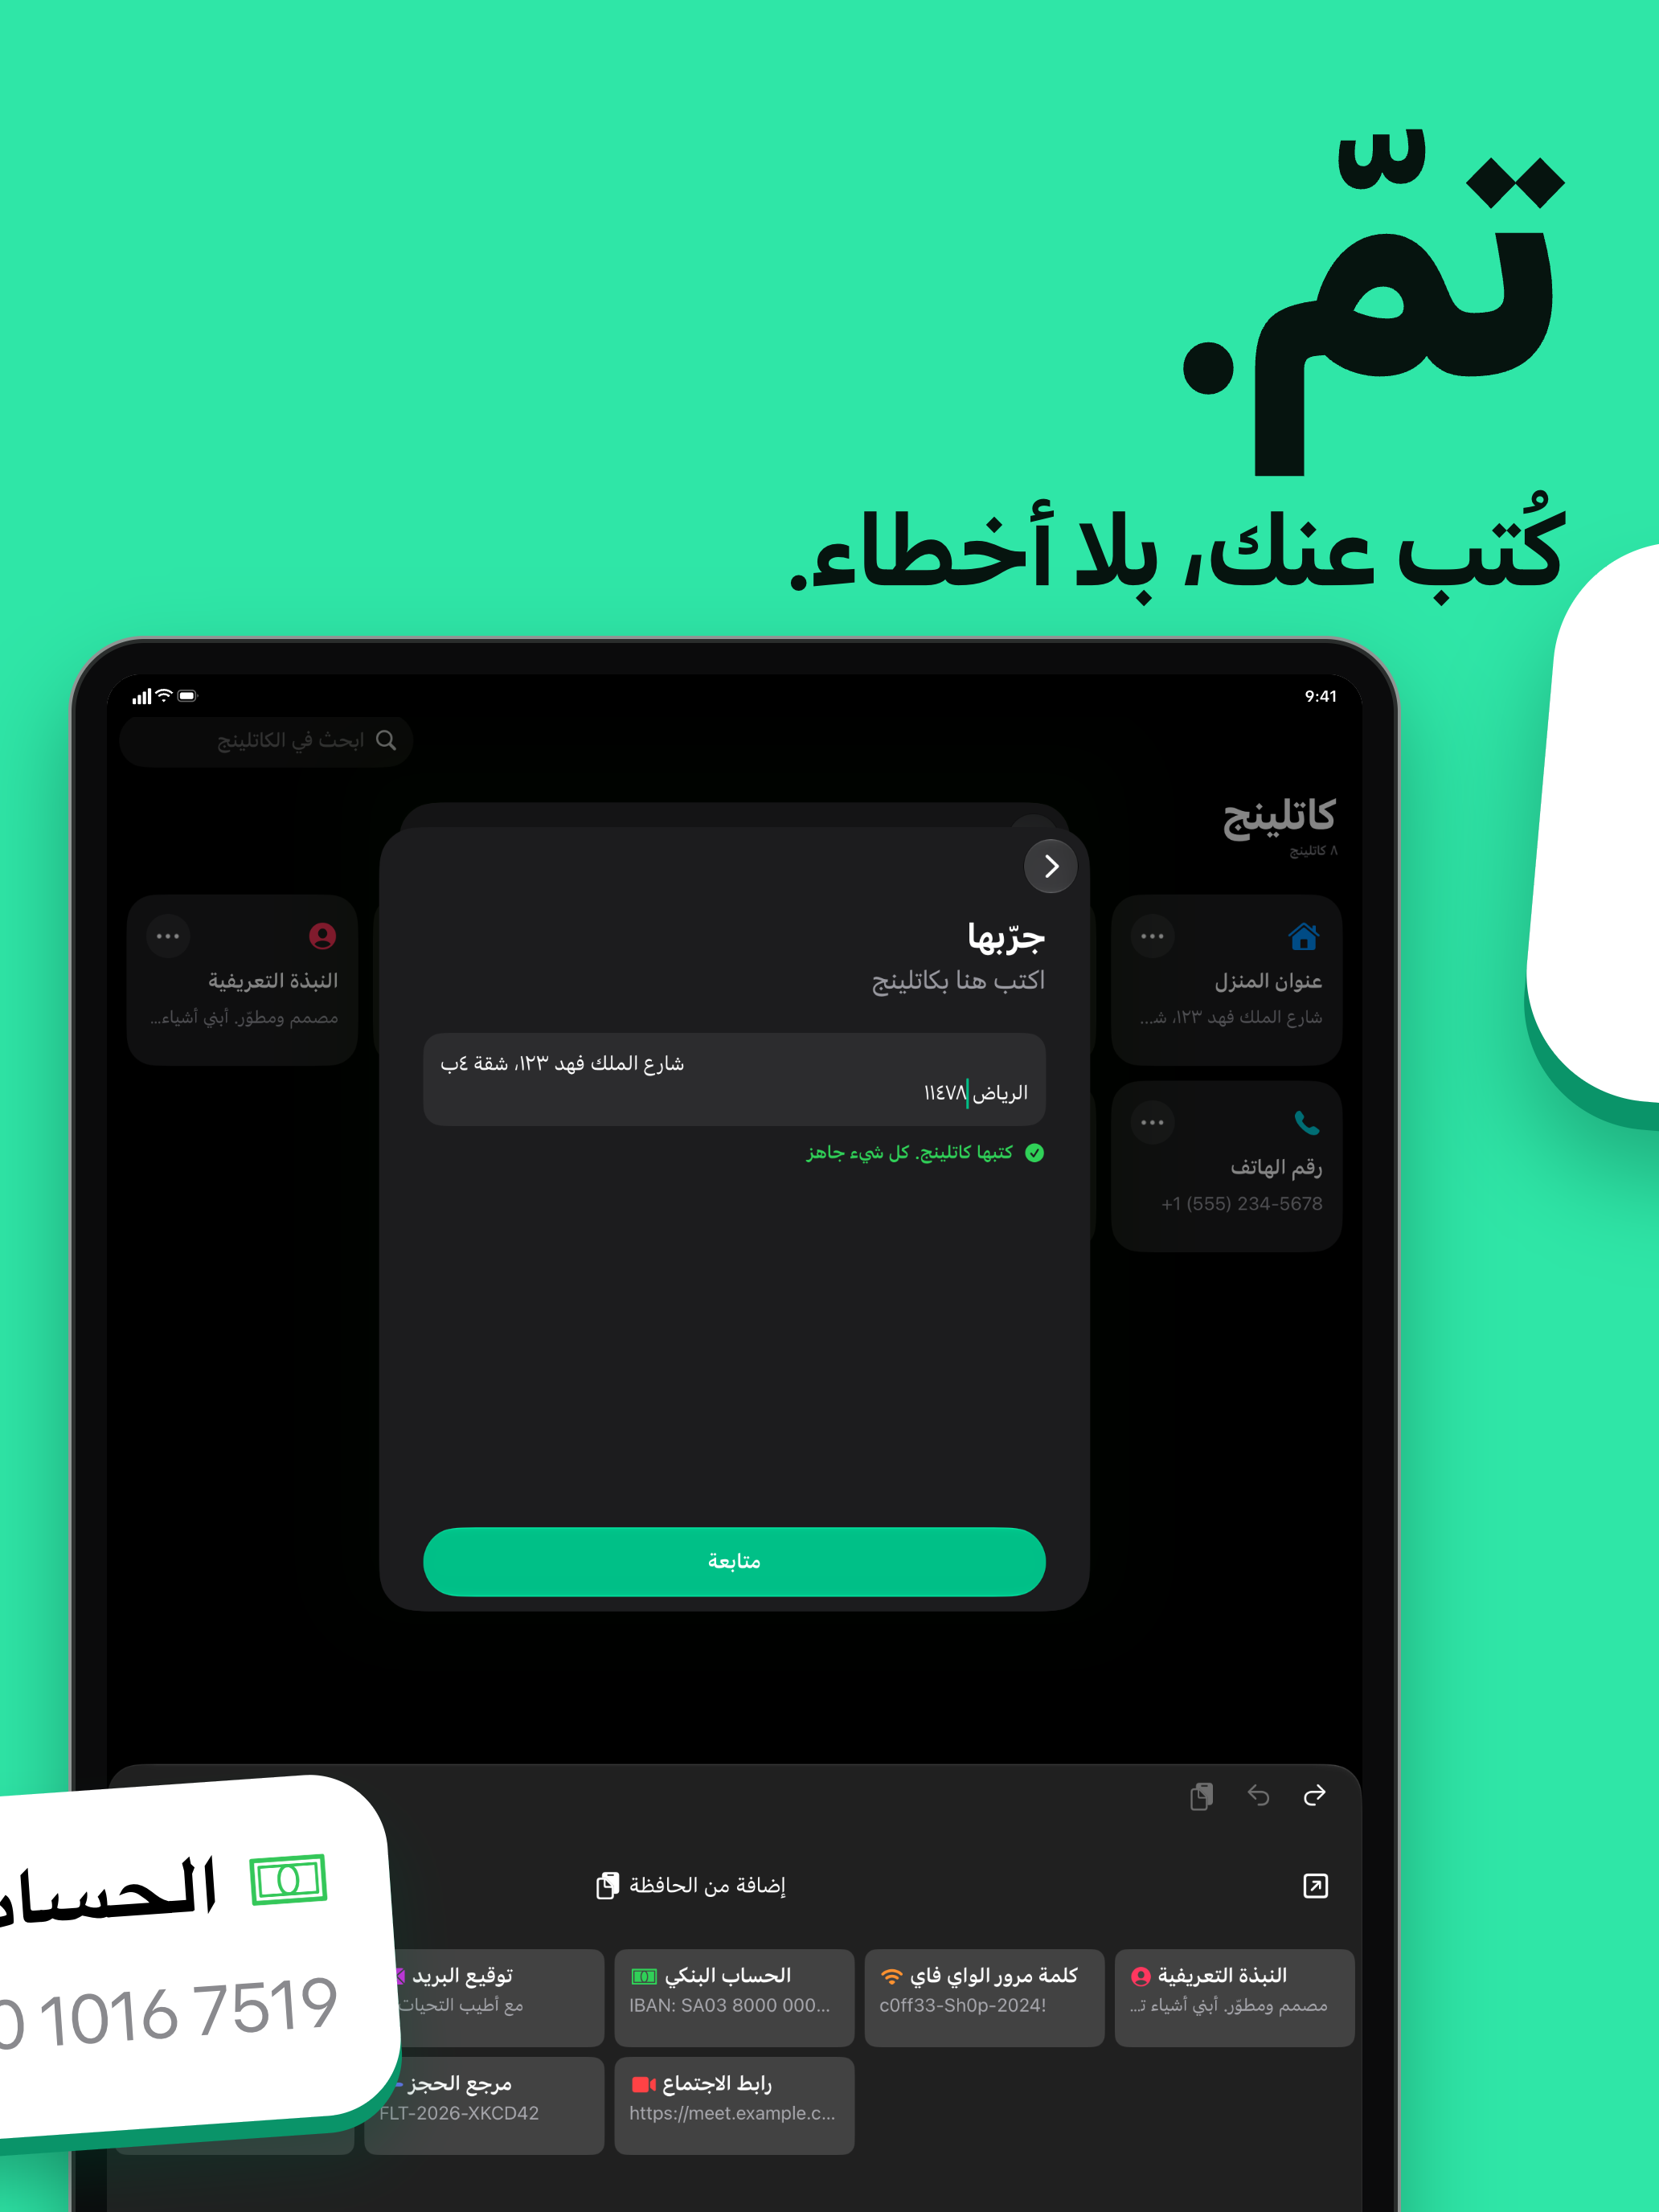 تمّ.
كُتب عنك، بلا أخطاء.
9:41
ابحث في الكاتلينج
كاتلينج
٨ كاتلينج
عنوان المنزل
شارع الملك فهد ١٢٣، شـ...
النبذة التعريفية
مصمم ومطوّر. أبني أشياء...
رقم الهاتف
+1 (555) 234-5678
جرّبها
اكتب هنا بكاتلينج
شارع الملك فهد ١٢٣، شقة ٤ب
الرياض ١١٤٧٨
كتبها كاتلينج. كل شيء جاهز
متابعة
إضافة من الحافظة
النبذة التعريفية
مصمم ومطوّر. أبني أشياء تـ...
كلمة مرور الواي فاي
c0ff33-Sh0p-2024!
الحساب البنكي
IBAN: SA03 8000 000...
توقيع البريد
مع أطيب التحيات
رابط الاجتماع
https://meet.example.c...
مرجع الحجز
FLT-2026-XKCD42
0 1016 7519